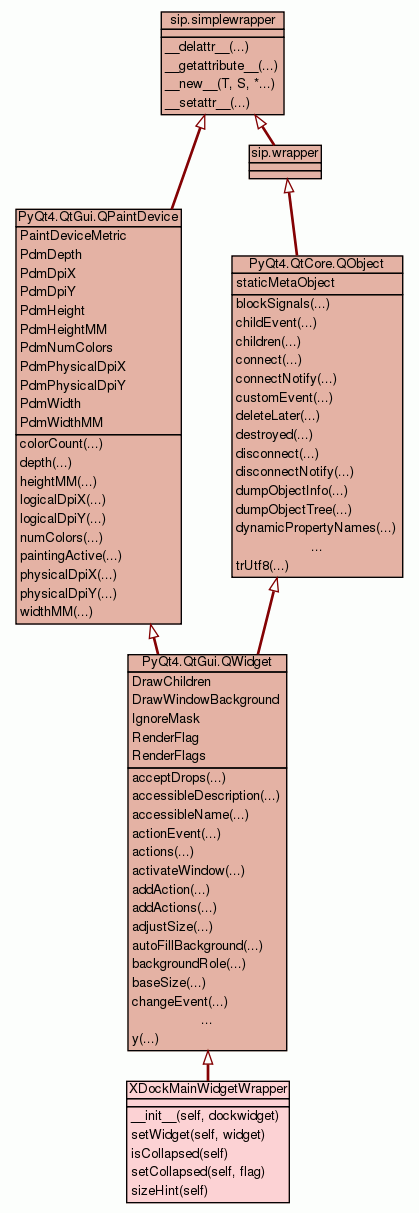 sip.simplewrapper
__delattr__(...)
__getattribute__(...)
__new__(T, S, *...)
__setattr__(...)
sip.wrapper
PyQt4.QtGui.QPaintDevice
PaintDeviceMetric
PdmDepth
PdmDpiX
PdmDpiY
PdmHeight
PdmHeightMM
PdmNumColors
PdmPhysicalDpiX
PdmPhysicalDpiY
PdmWidth
PdmWidthMM
colorCount(...)
depth(...)
heightMM(...)
logicalDpiX(...)
logicalDpiY(...)
numColors(...)
paintingActive(...)
physicalDpiX(...)
physicalDpiY(...)
widthMM(...)
PyQt4.QtCore.QObject
staticMetaObject
blockSignals(...)
childEvent(...)
children(...)
connect(...)
connectNotify(...)
customEvent(...)
deleteLater(...)
destroyed(...)
disconnect(...)
disconnectNotify(...)
dumpObjectInfo(...)
dumpObjectTree(...)
dynamicPropertyNames(...)
...
trUtf8(...)
PyQt4.QtGui.QWidget
DrawChildren
DrawWindowBackground
IgnoreMask
RenderFlag
RenderFlags
acceptDrops(...)
accessibleDescription(...)
accessibleName(...)
actionEvent(...)
actions(...)
activateWindow(...)
addAction(...)
addActions(...)
adjustSize(...)
autoFillBackground(...)
backgroundRole(...)
baseSize(...)
changeEvent(...)
...
y(...)
XDockMainWidgetWrapper
__init__(self, dockwidget)
setWidget(self, widget)
isCollapsed(self)
setCollapsed(self, flag)
sizeHint(self)